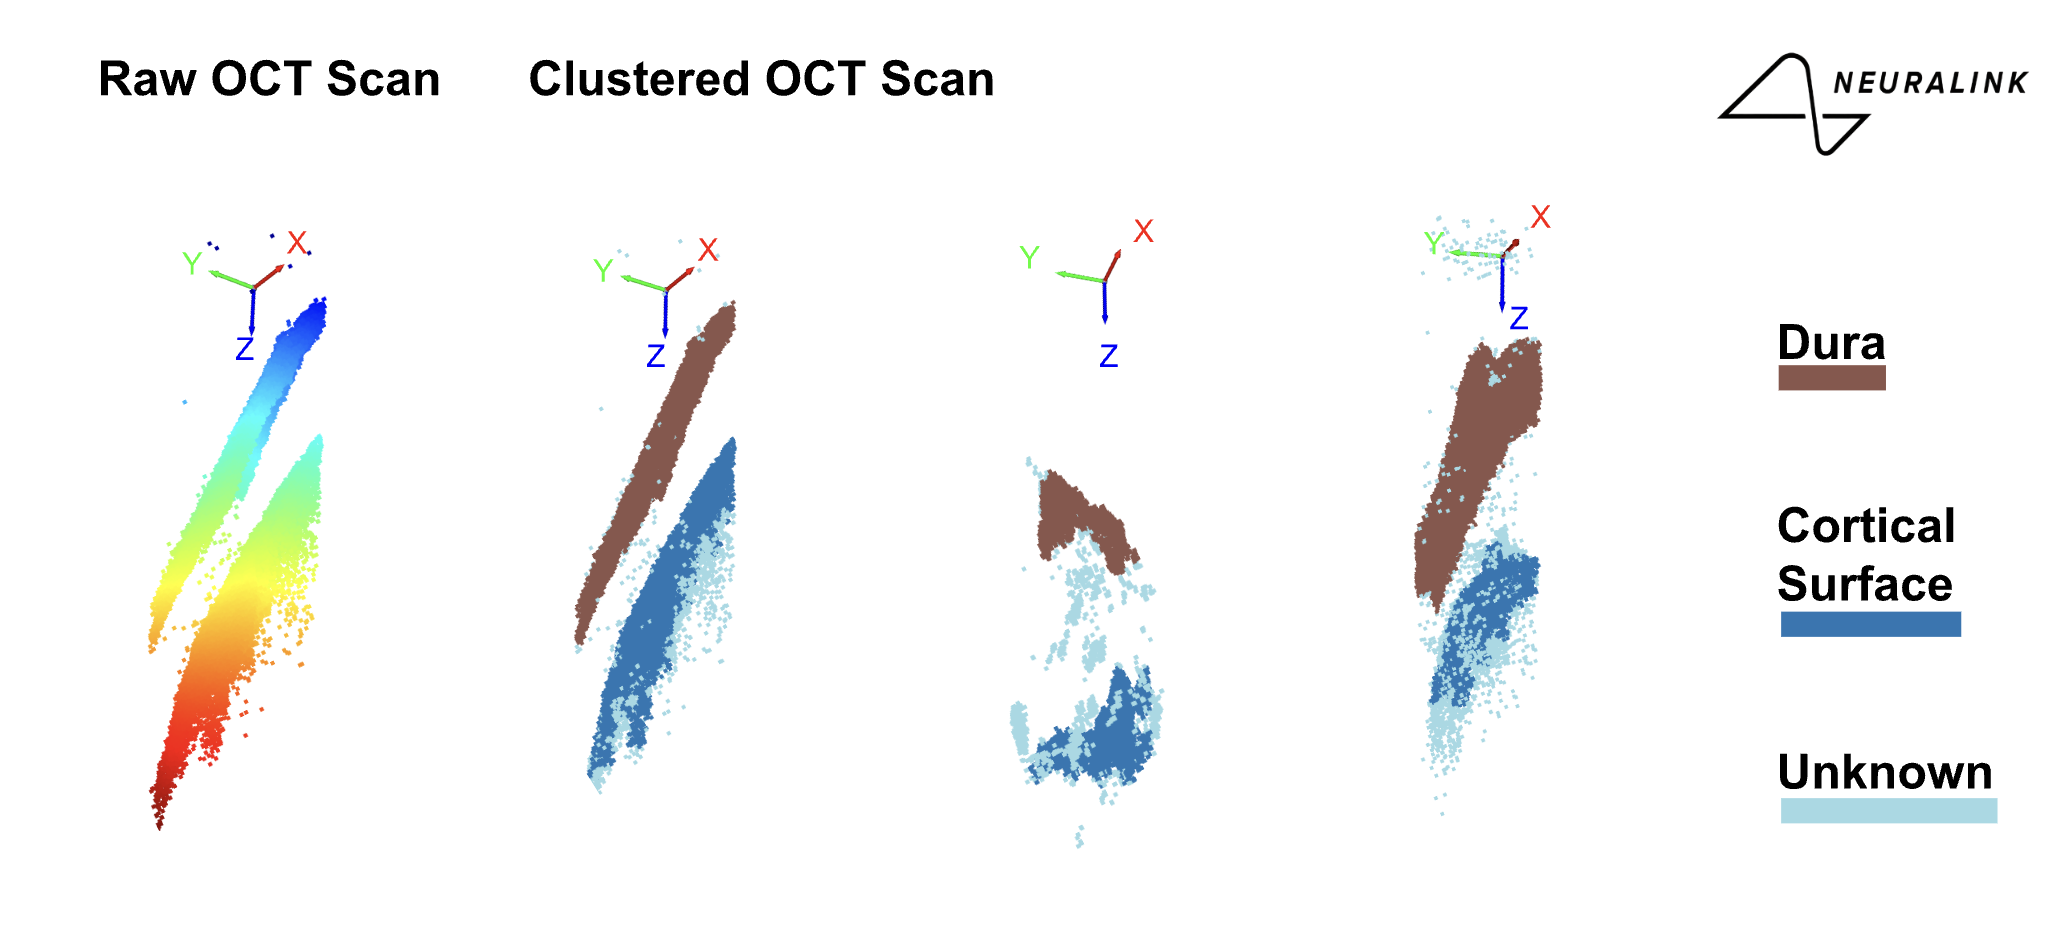 Raw OCT Scan
Clustered OCT Scan
NEURALINK
X
Y
Z
X
Y
Z
X
Y
Z
X
Y
Z
Dura
Cortical
Surface
Unknown